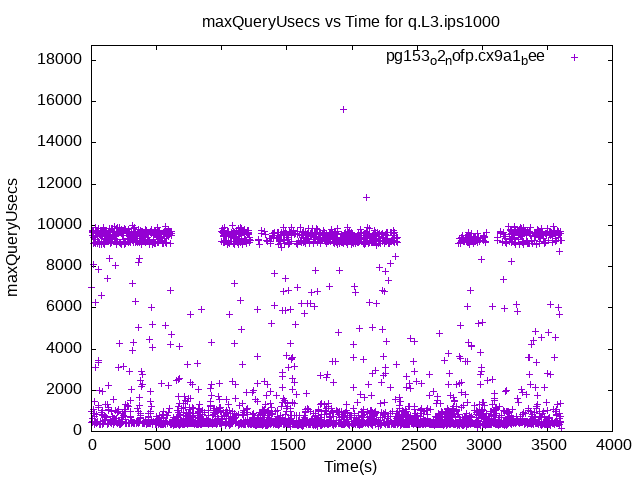 maxQueryUsecs vs Time for q.L3.ips1000
pg153o2nofp.cx9a1bee
18000
16000
14000
12000
10000
8000
6000
4000
2000
0
maxQueryUsecs
0 500 1000 1500 2000 2500 3000 3500 4000
Time(s)